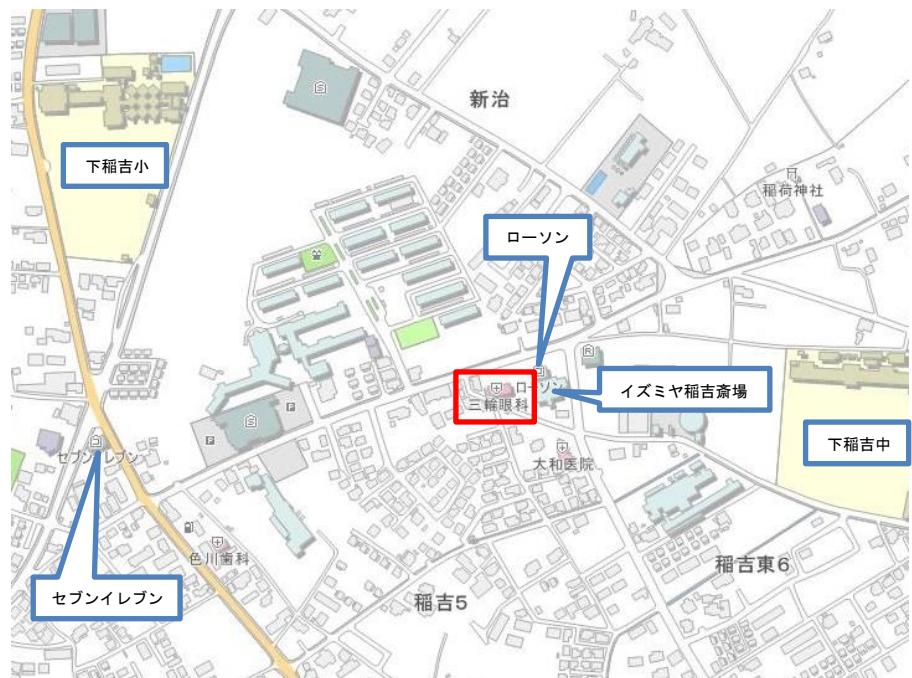 新治
下稲吉小
稲荷神社
ローソン
ローソン
イズミヤ稲吉斎場
三輪眼科
下稲吉中
セブンイレブン
大和医院
色川歯科
稲吉東6
セブンイレブン
稲吉5
P
P
R